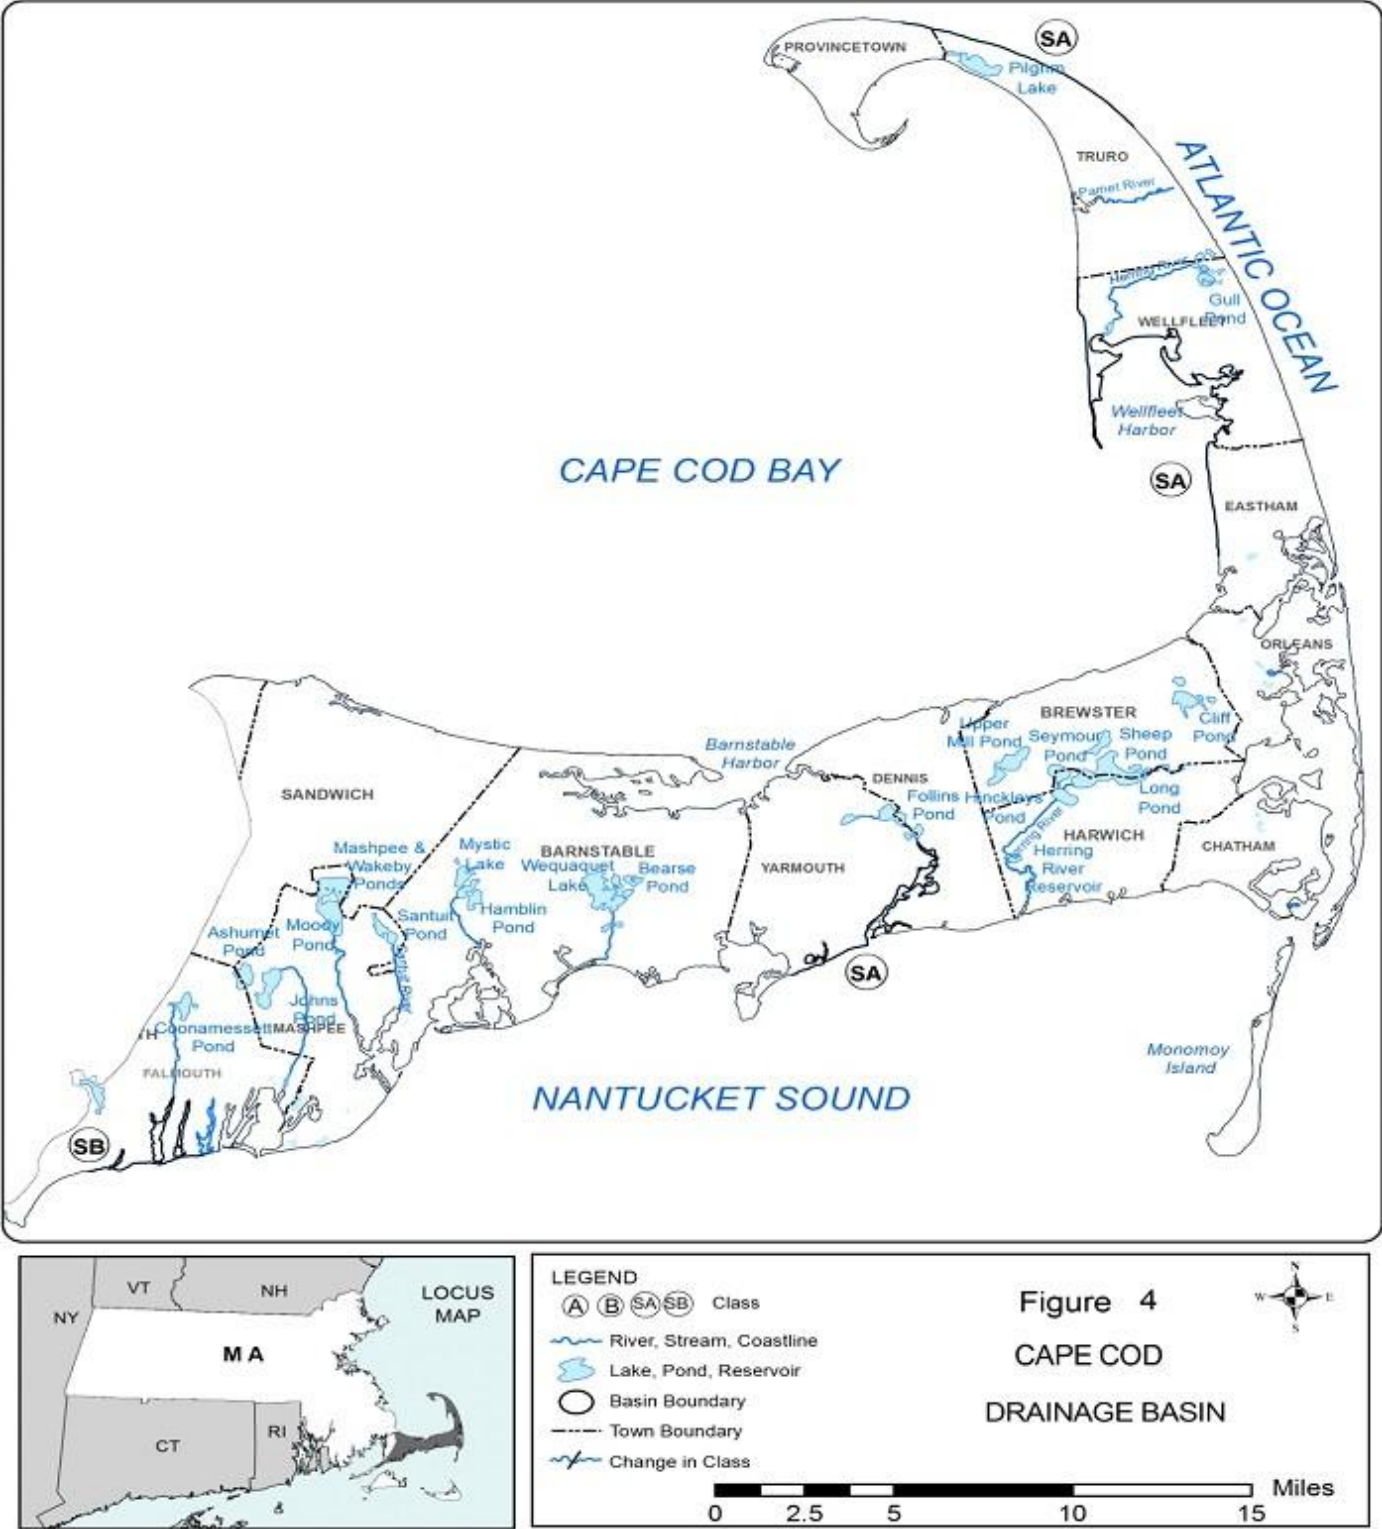 SA
PROVINCETOWN
Pilgrim
Lake
TRURO
ATLANTIC OCEAN
Pamet River
Herring River
Gull
Pond
WELLFLEET
Wellfleet
Harbor
CAPE COD BAY
SA
EASTHAM
ORLEANS
BREWSTER
Cliff
Pond
Upper
Mill Pond
Seymour
Pond
Sheep
Pond
Barnstable
Harbor
DENNIS
SANDWICH
Follins
Pond
Hinckleys
Pond
Long
Pond
Herring River
HARWICH
CHATHAM
Mashpee &
Wakeby
Ponds
Mystic
Lake
BARNSTABLE
Wequaquet
Lake
Bearse
Pond
YARMOUTH
Herring
River
Reservoir
Hamblin
Pond
Santuit
Pond
Santuit River
Ashumet
Pond
Moody
Pond
SA
Johns
Pond
TH
Coonamessett
Pond
MASHPEE
FALMOUTH
Monomoy
Island
NANTUCKET SOUND
SB
VT
NH
NY
LOCUS
MAP
MA
CT
RI
LEGEND
A B SA SB Class
River, Stream, Coastline
Lake, Pond, Reservoir
Basin Boundary
Town Boundary
Change in Class
Figure 4
CAPE COD
DRAINAGE BASIN
N
W E
S
Miles
0 2.5 5 10 15